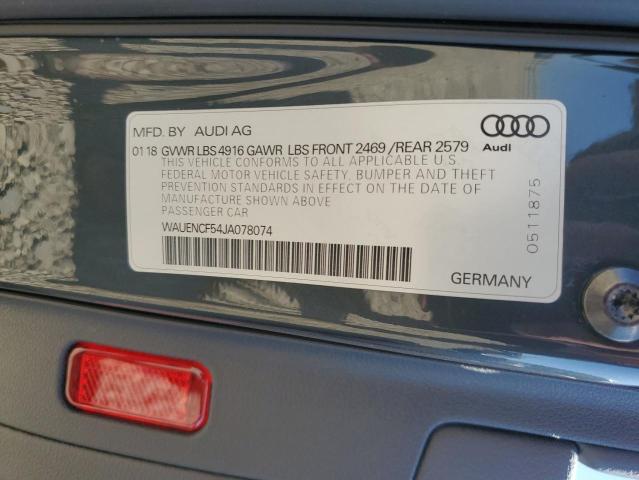 MFD. BY AUDI AG
01 18 GVWR LBS 4916 GAWR LBS FRONT 2469 /REAR 2579
THIS VEHICLE CONFORMS TO ALL APPLICABLE U.S.
FEDERAL MOTOR VEHICLE SAFETY, BUMPER AND THEFT
PREVENTION STANDARDS IN EFFECT ON THE DATE OF
MANUFACTURE SHOWN ABOVE
PASSENGER CAR
WAUENCF54JA078074
GERMANY
Audi
0511875